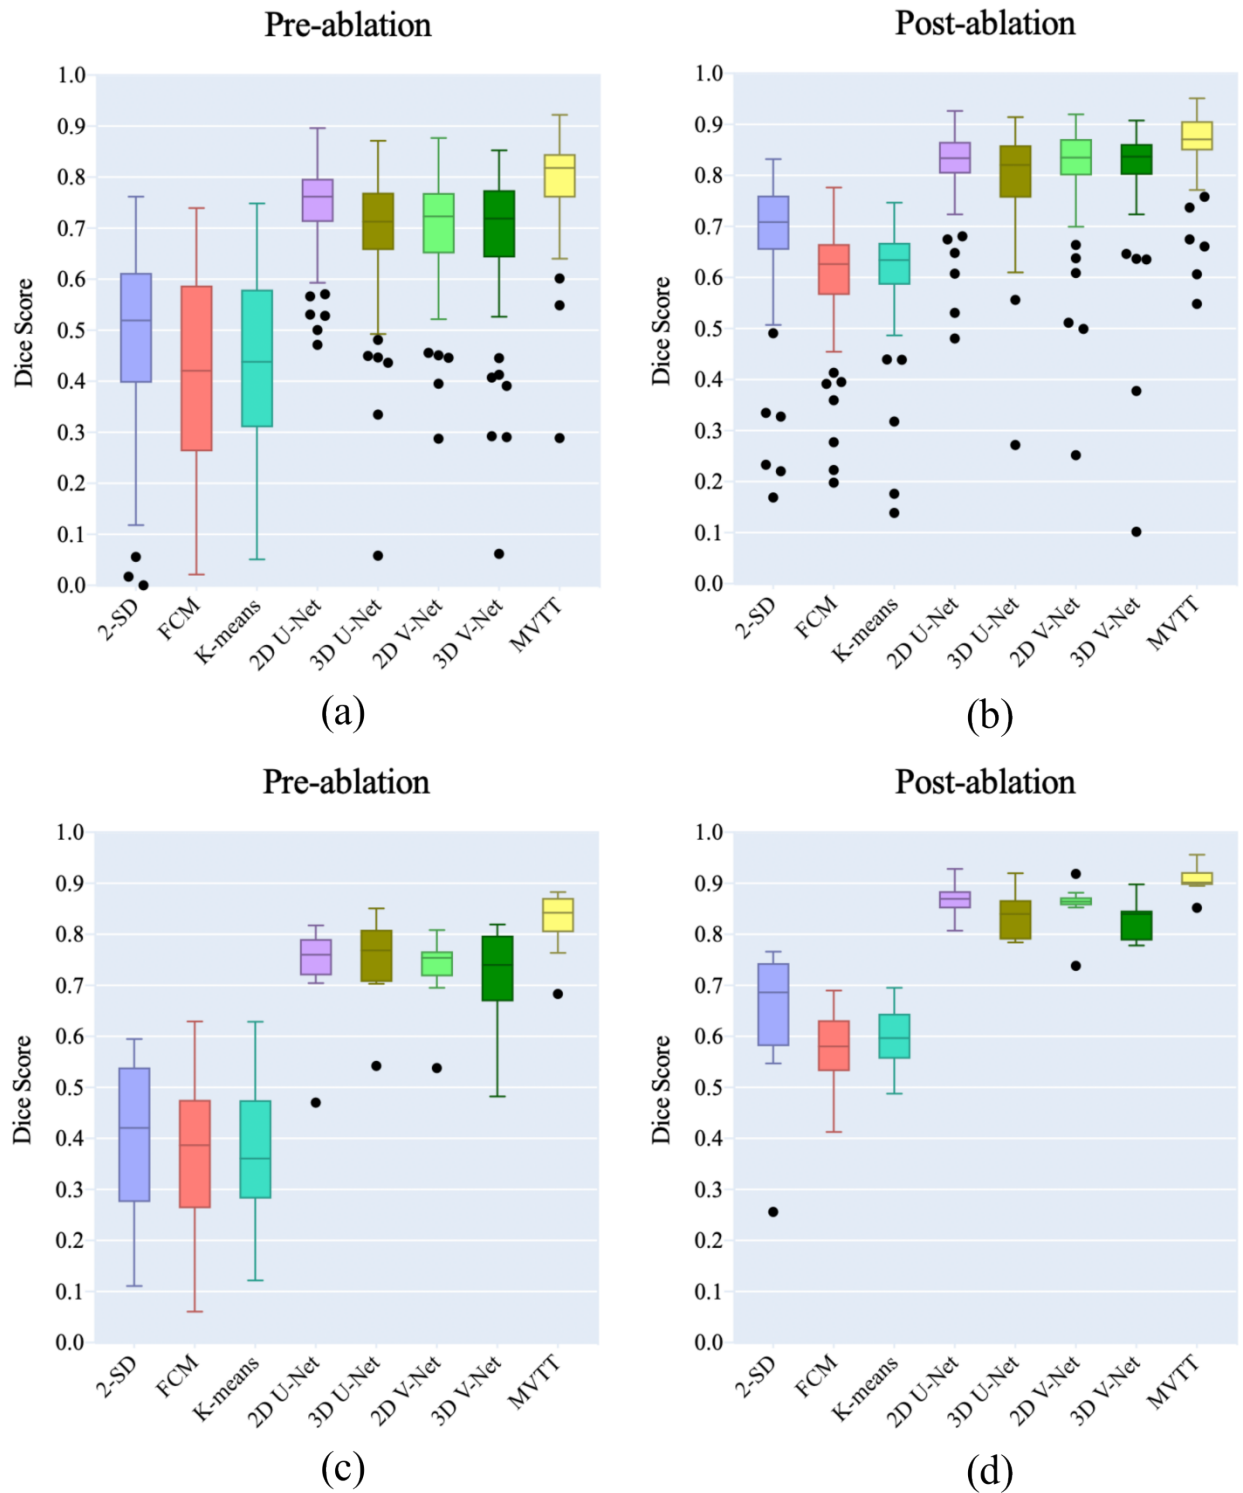 Pre-ablation
Post-ablation
1.0
0.9
0.8
0.7
0.6
0.5
0.4
0.3
0.2
0.1
0.0
Dice Score
2-SD
FCM
K-means
2D U-Net
3D U-Net
2D V-Net
3D V-Net
MVTT
(a)
1.0
0.9
0.8
0.7
0.6
0.5
0.4
0.3
0.2
0.1
0.0
Dice Score
2-SD
FCM
K-means
2D U-Net
3D U-Net
2D V-Net
3D V-Net
MVTT
(b)
Pre-ablation
Post-ablation
1.0
0.9
0.8
0.7
0.6
0.5
0.4
0.3
0.2
0.1
0.0
Dice Score
2-SD
FCM
K-means
2D U-Net
3D U-Net
2D V-Net
3D V-Net
MVTT
(c)
1.0
0.9
0.8
0.7
0.6
0.5
0.4
0.3
0.2
0.1
0.0
Dice Score
2-SD
FCM
K-means
2D U-Net
3D U-Net
2D V-Net
3D V-Net
MVTT
(d)